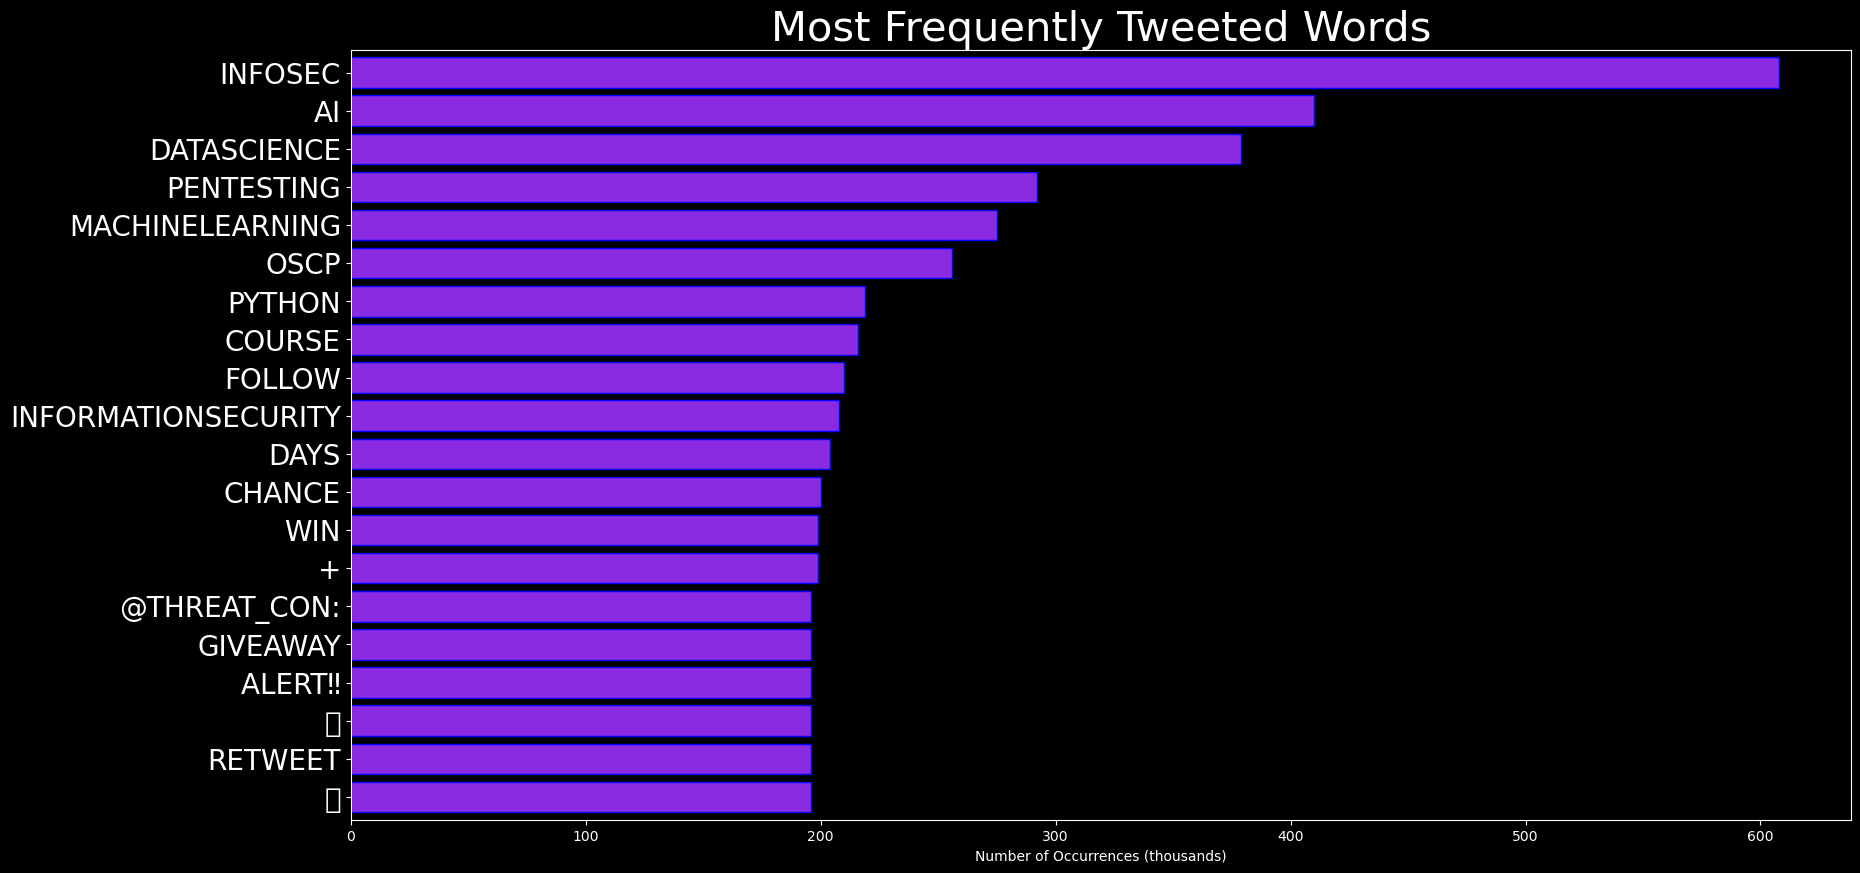 Most Frequently Tweeted Words
INFOSEC
AI
DATASCIENCE
PENTESTING
MACHINELEARNING
OSCP
PYTHON
COURSE
FOLLOW
INFORMATIONSECURITY
DAYS
CHANCE
WIN
+
@THREAT_CON:
GIVEAWAY
ALERT‼
RETWEET
0 100 200 300 400 500 600
Number of Occurrences (thousands)